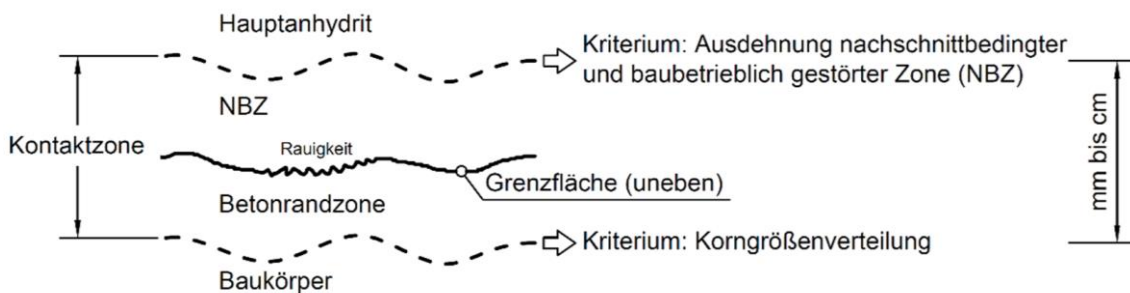 Hauptanhydrit
Kriterium: Ausdehnung nachschnittbedingter
und baubetrieblich gestörter Zone (NBZ)
NBZ
Kontaktzone
Rauigkeit
Grenzfläche (uneben)
mm bis cm
Betonrandzone
Kriterium: Korngrößenverteilung
Baukörper